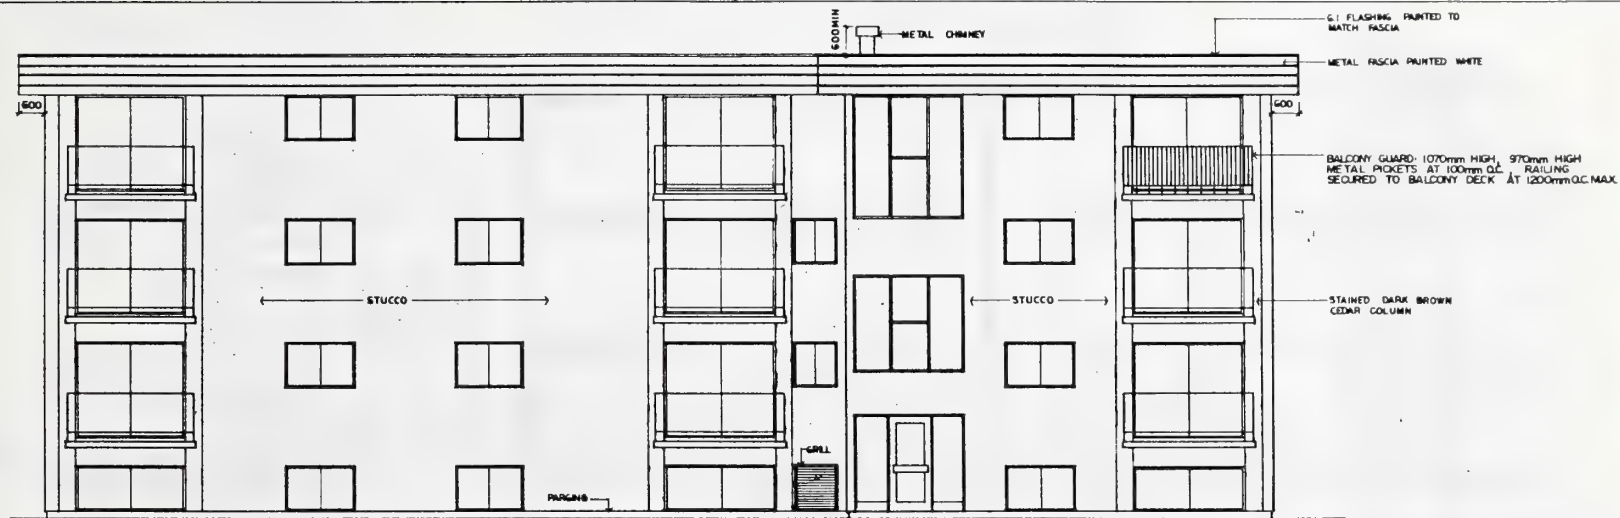 600 MIN
METAL CHIMNEY
G.I FLASHING PAINTED TO
MATCH FASCIA
METAL FASCIA PAINTED WHITE
600
600
BALCONY GUARD: 1070mm HIGH, 970mm HIGH
METAL PICKETS AT 100mm O.C. RAILING
SECURED TO BALCONY DECK AT 1200mm O.C. MAX.
STUCCO
STUCCO
STAINED DARK BROWN
CEDAR COLUMN
GRILL
PARGING